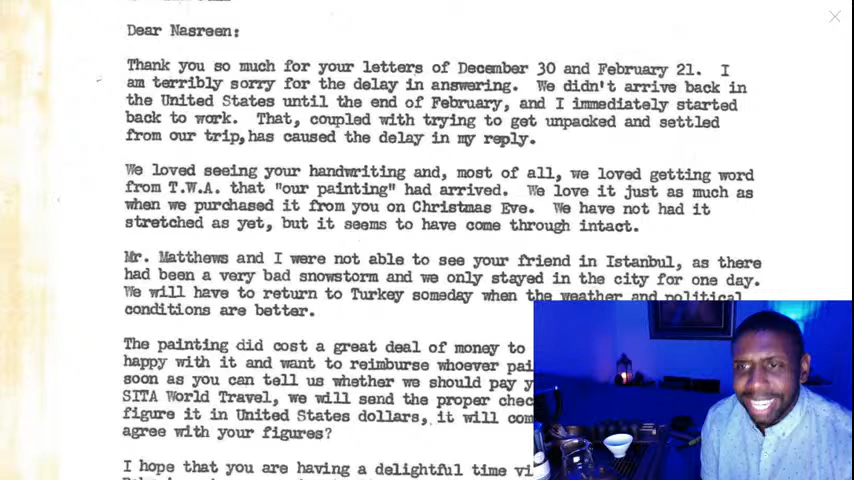 Dear Nasreen:
Thank you so much for your letters of December 30 and February 21. I
am terribly sorry for the delay in answering. We didn't arrive back in
the United States until the end of February, and I immediately started
back to work. That, coupled with trying to get unpacked and settled
from our trip, has caused the delay in my reply.
We loved seeing your handwriting and, most of all, we loved getting word
from T.W.A. that "our painting" had arrived. We love it just as much as
when we purchased it from you on Christmas Eve. We have not had it
stretched as yet, but it seems to have come through intact.
Mr. Matthews and I were not able to see your friend in Istanbul, as there
had been a very bad snowstorm and we only stayed in the city for one day.
We will have to return to Turkey someday when the weather and political
conditions are better.
The painting did cost a great deal of money to
happy with it and want to reimburse whoever
soon as you can tell us whether we should pay
SITA World Travel, we will send the proper
figure it in United States dollars, it will
agree with your figures?
I hope that you are having a delightful time